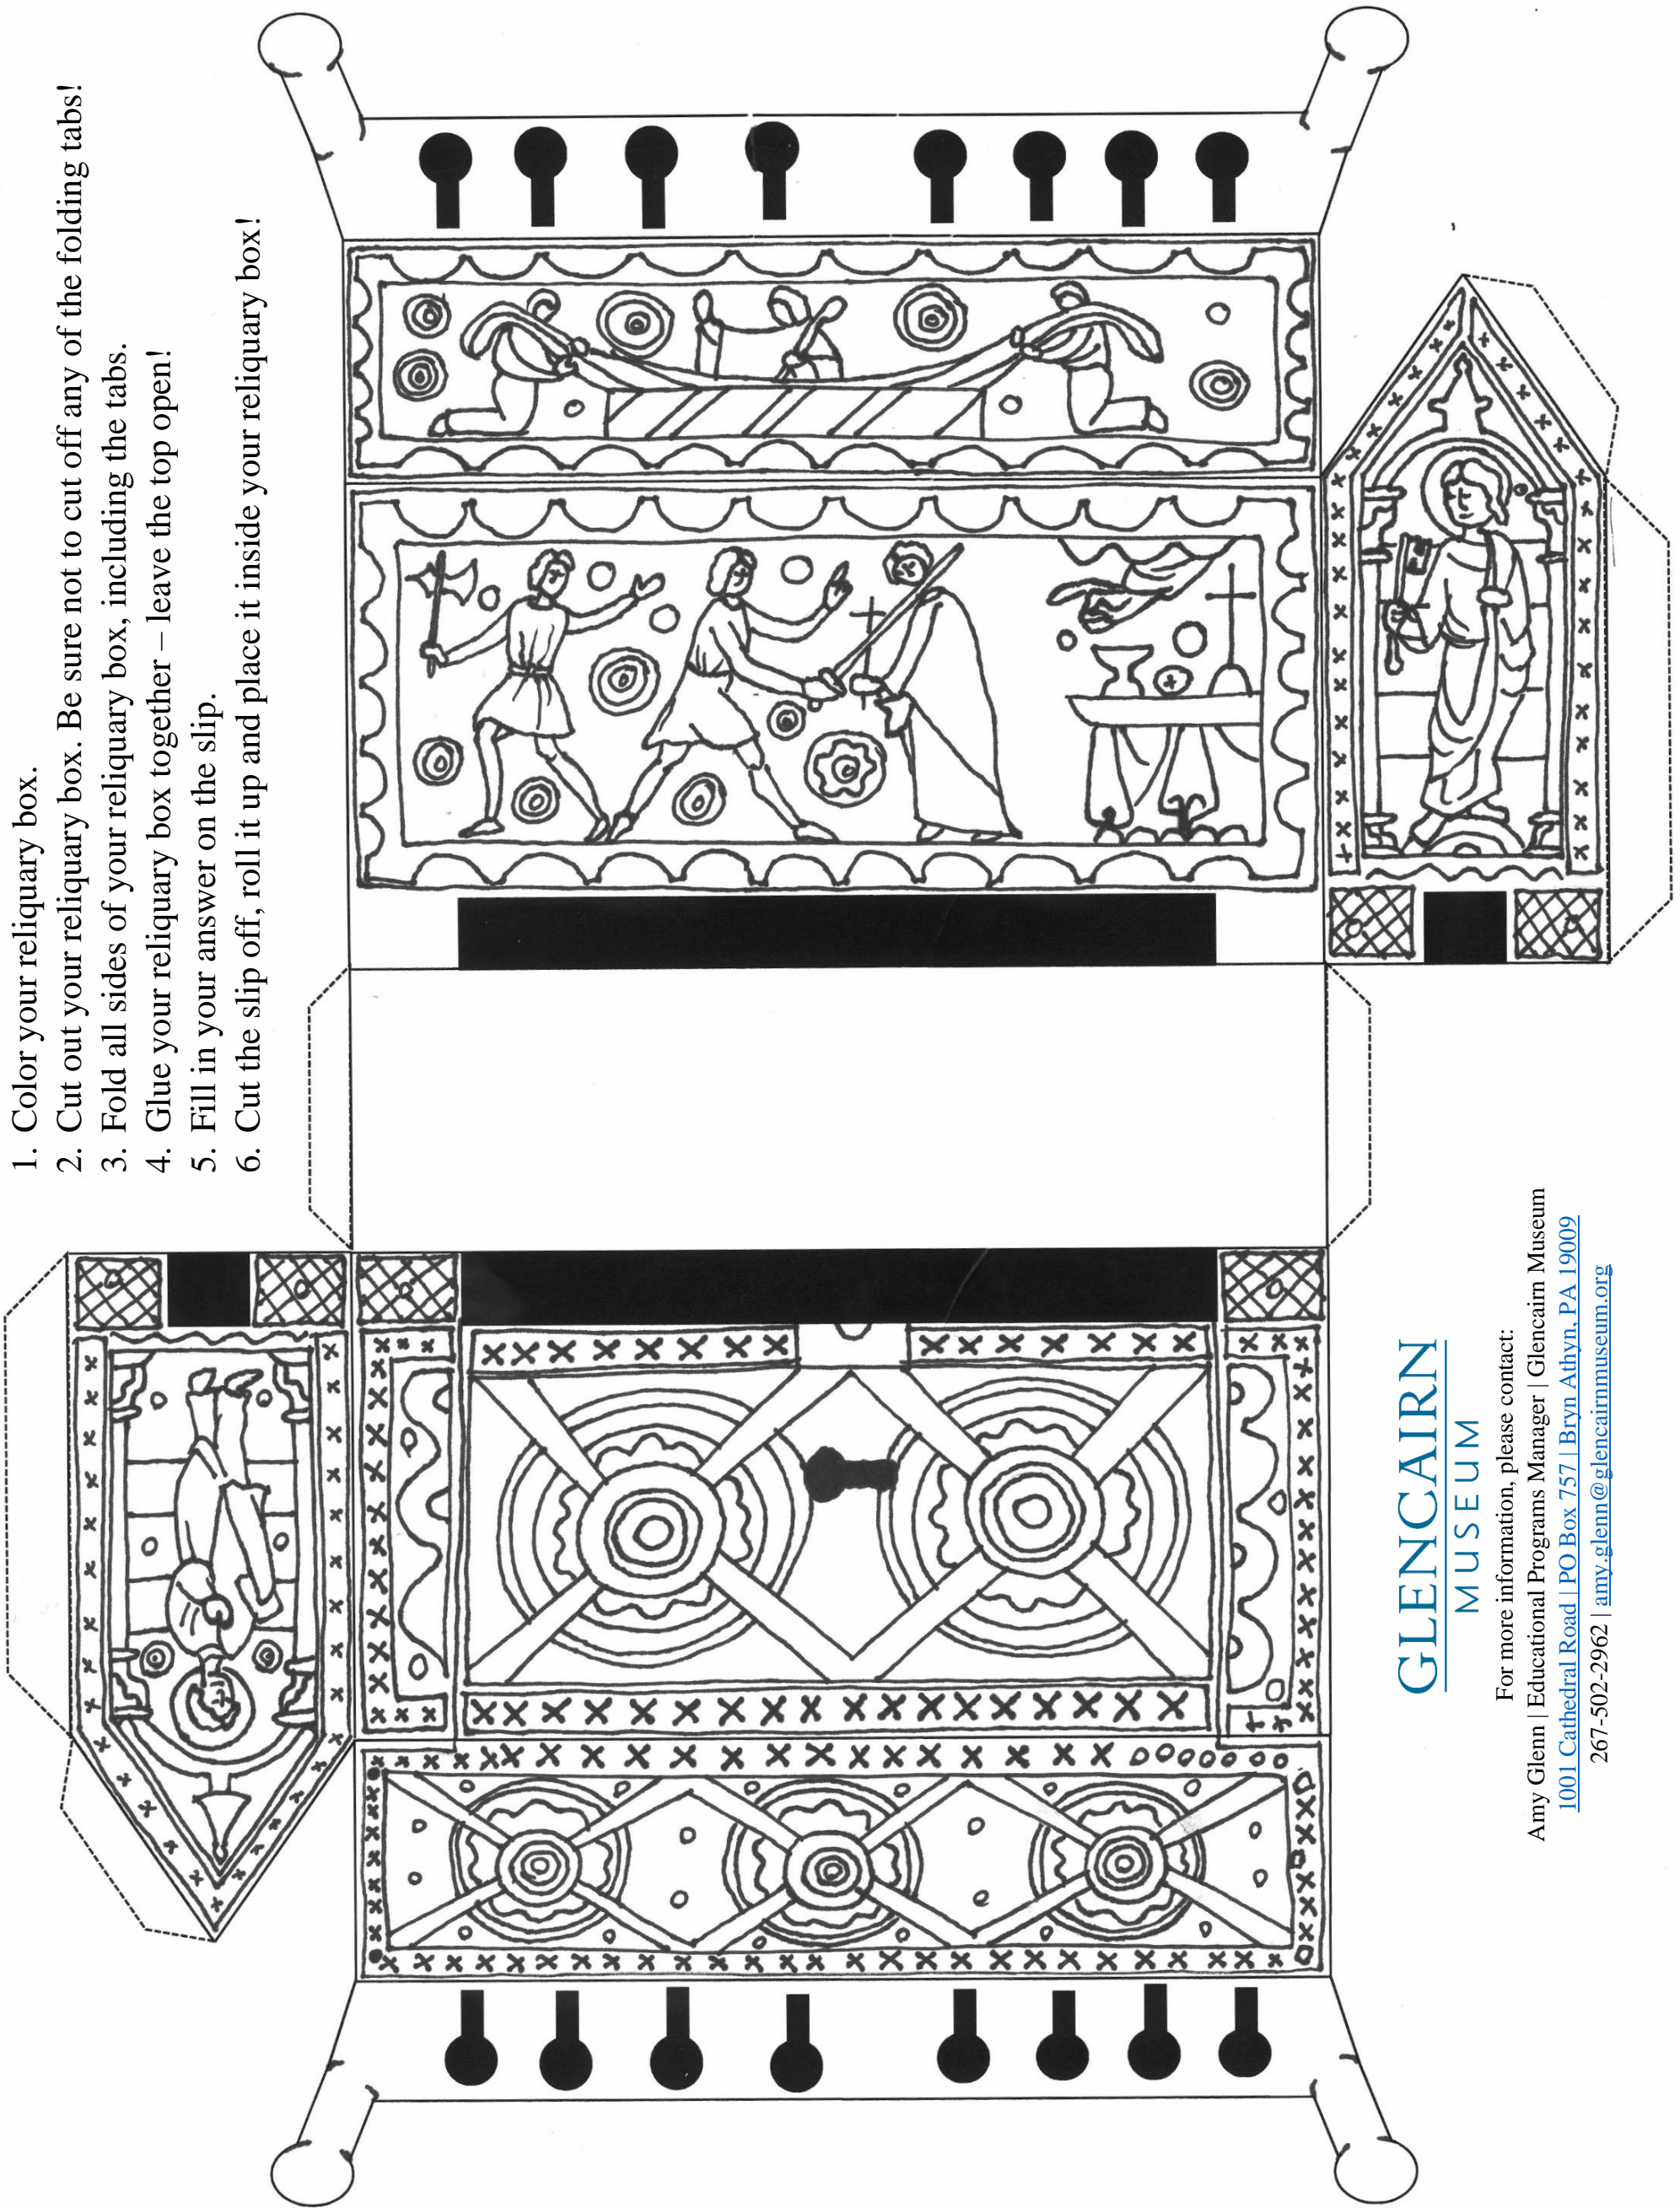 1. Color your reliquary box.
2. Cut out your reliquary box. Be sure not to cut off any of the folding tabs!
3. Fold all sides of your reliquary box, including the tabs.
4. Glue your reliquary box together – leave the top open!
5. Fill in your answer on the slip.
6. Cut the slip off, roll it up and place it inside your reliquary box!
GLENCAIRN
MUSEUM
For more information, please contact:
Amy Glenn | Educational Programs Manager | Glencairn Museum
1001 Cathedral Road | PO Box 757 | Bryn Athyn, PA 19009
267-502-2962 | amy.glenn@glencairnmuseum.org